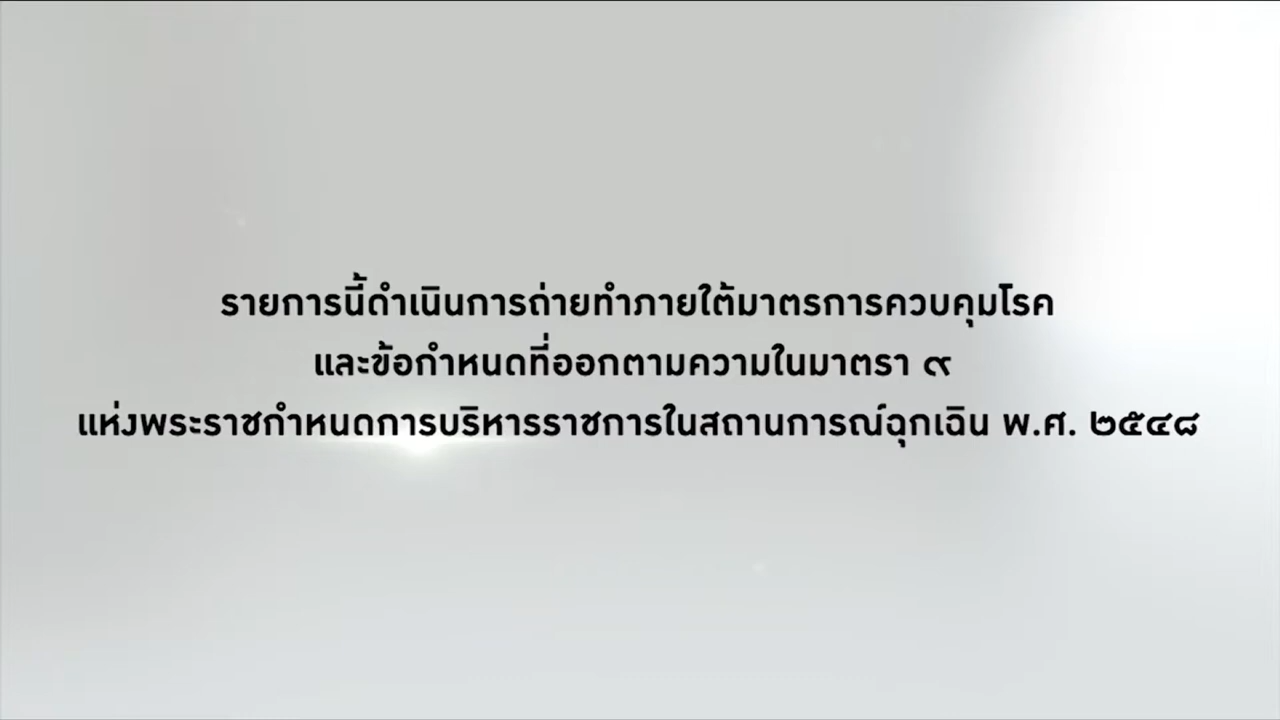 รายการนี้ดำเนินการถ่ายทำภายใต้มาตรการควบคุมโรค
และข้อกำหนดที่ออกตามความในมาตรา ๙
แห่งพระราชกำหนดการบริหารราชการในสถานการณ์ฉุกเฉิน พ.ศ. ๒๕๔๘